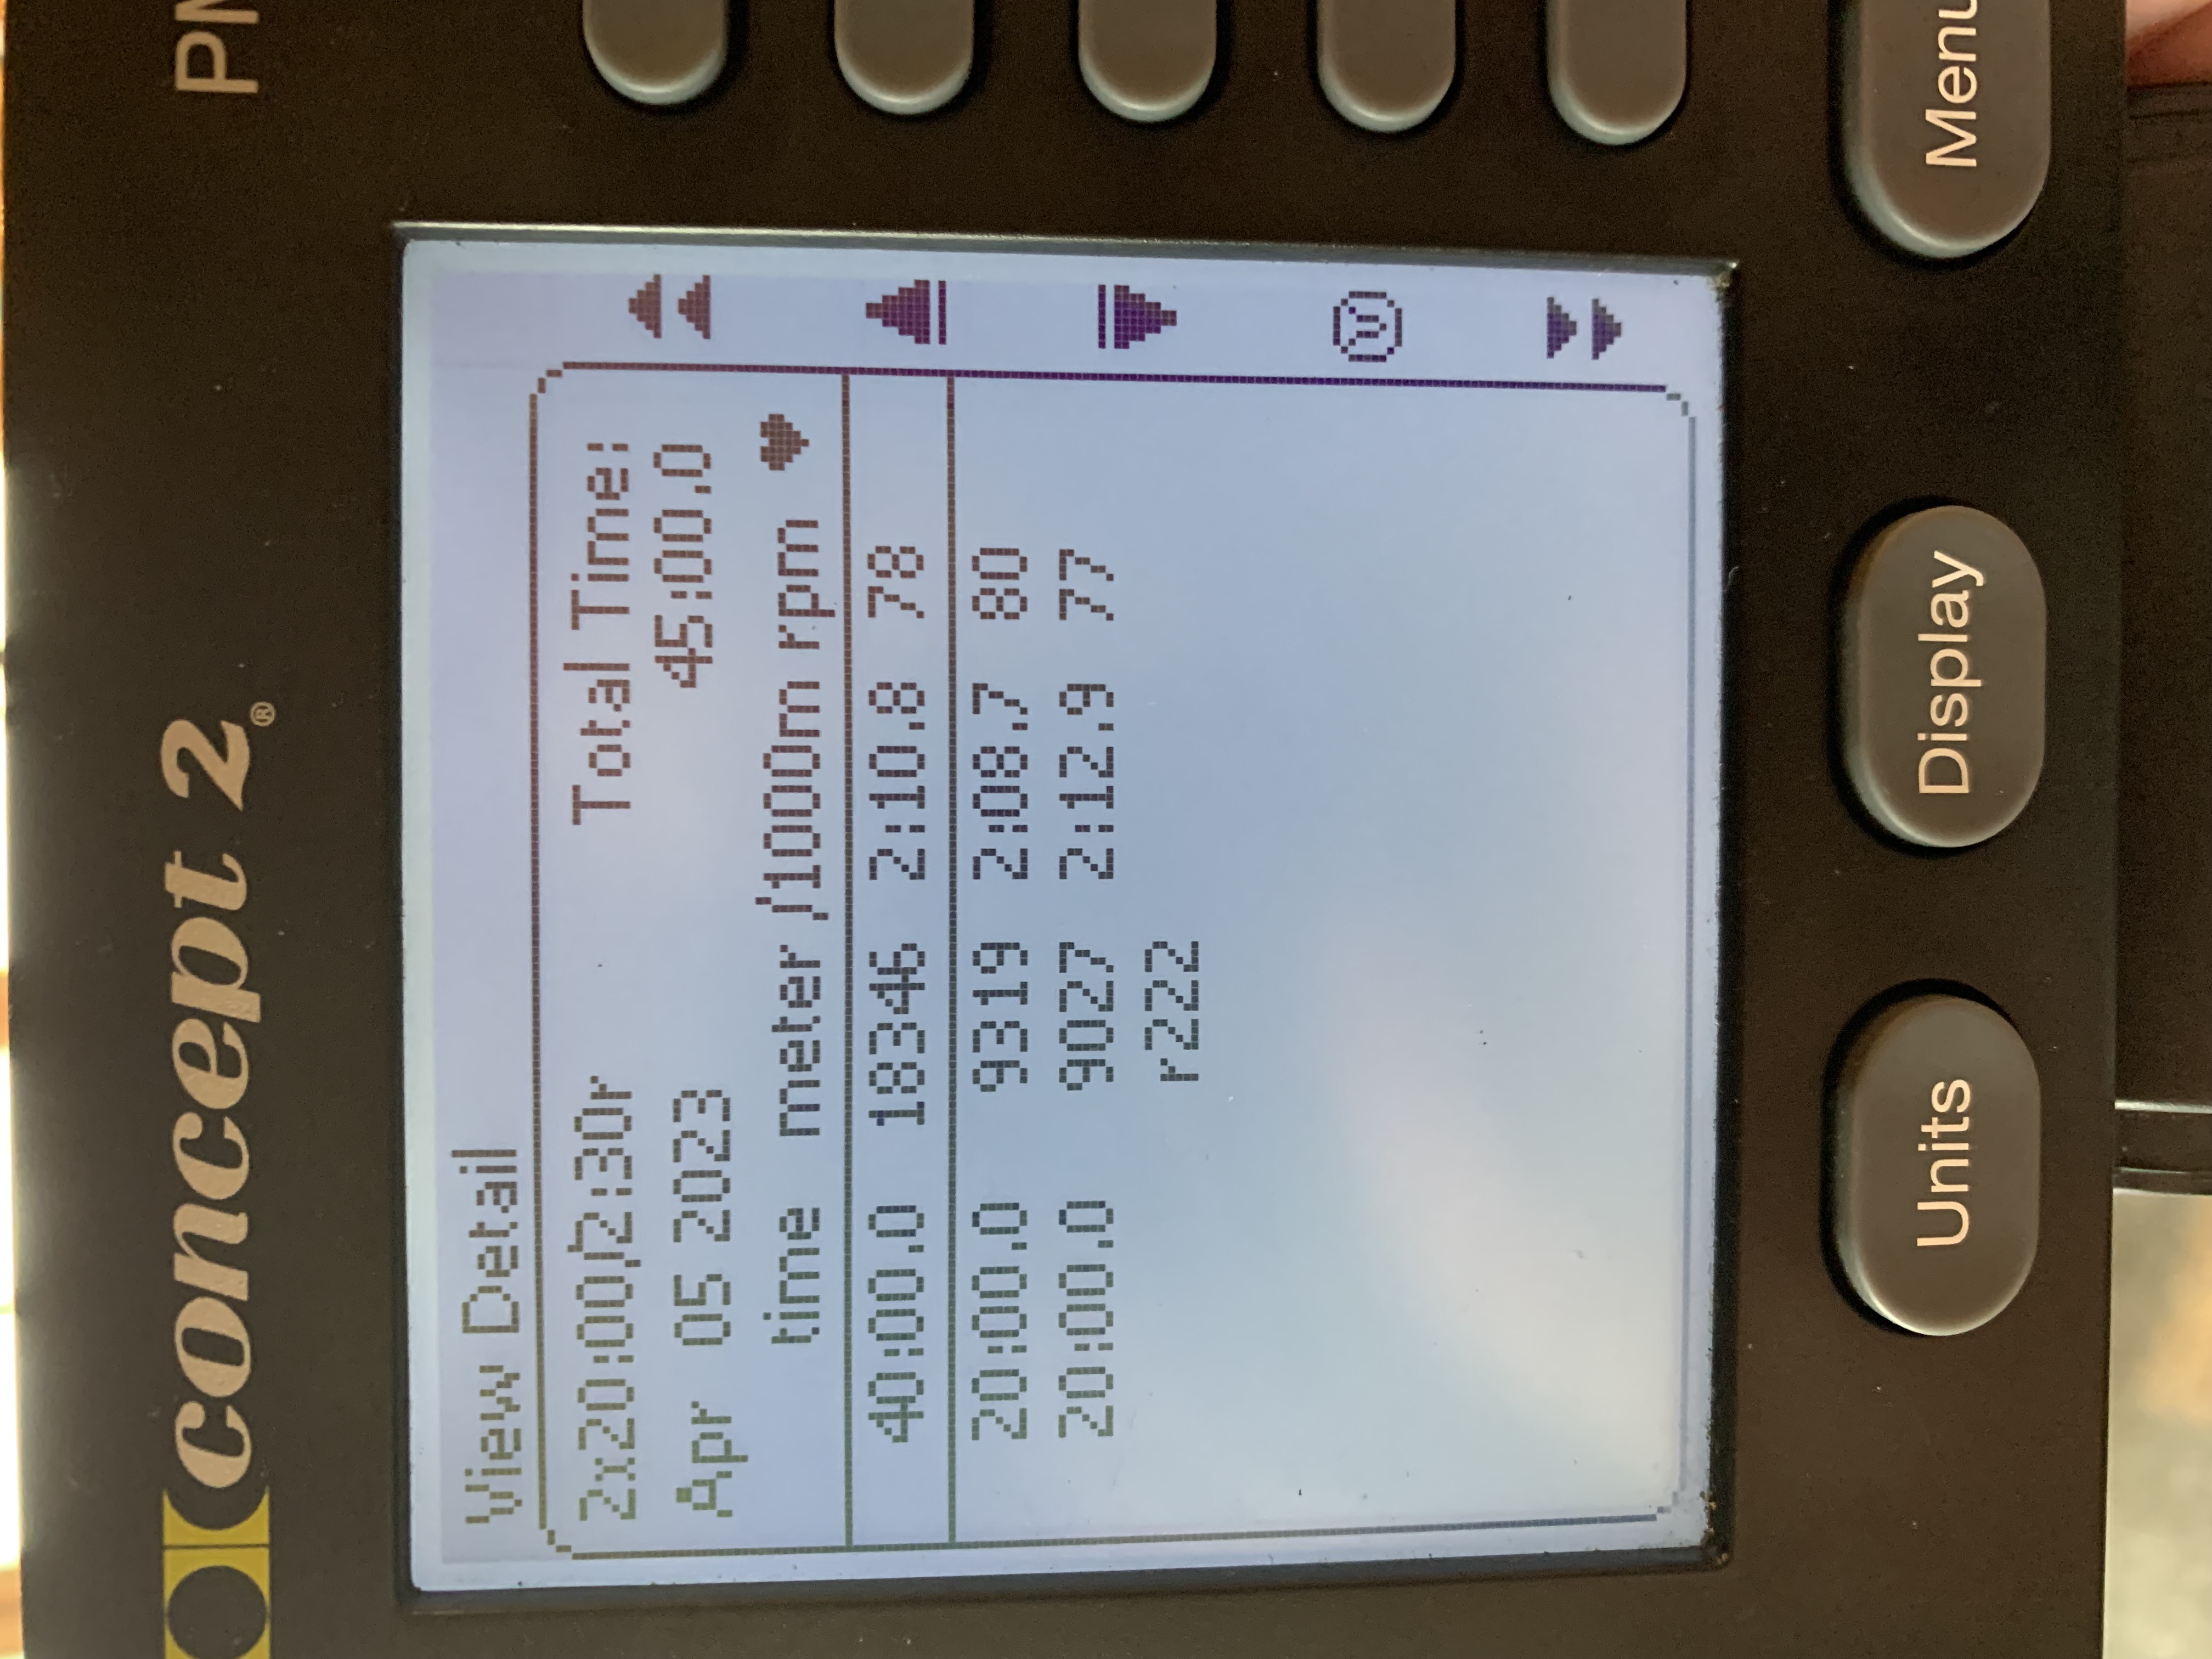 concept 2®
PM
View Detail
2x20:00/2:30r Total Time:
Apr 05 2023 45:00.0
time meter /1000m rpm ♥
40:00.0 18346 2:10.8 78
20:00.0 9319 2:08.7 80
20:00.0 9027 2:12.9 77
r222
V
Units Display Menu